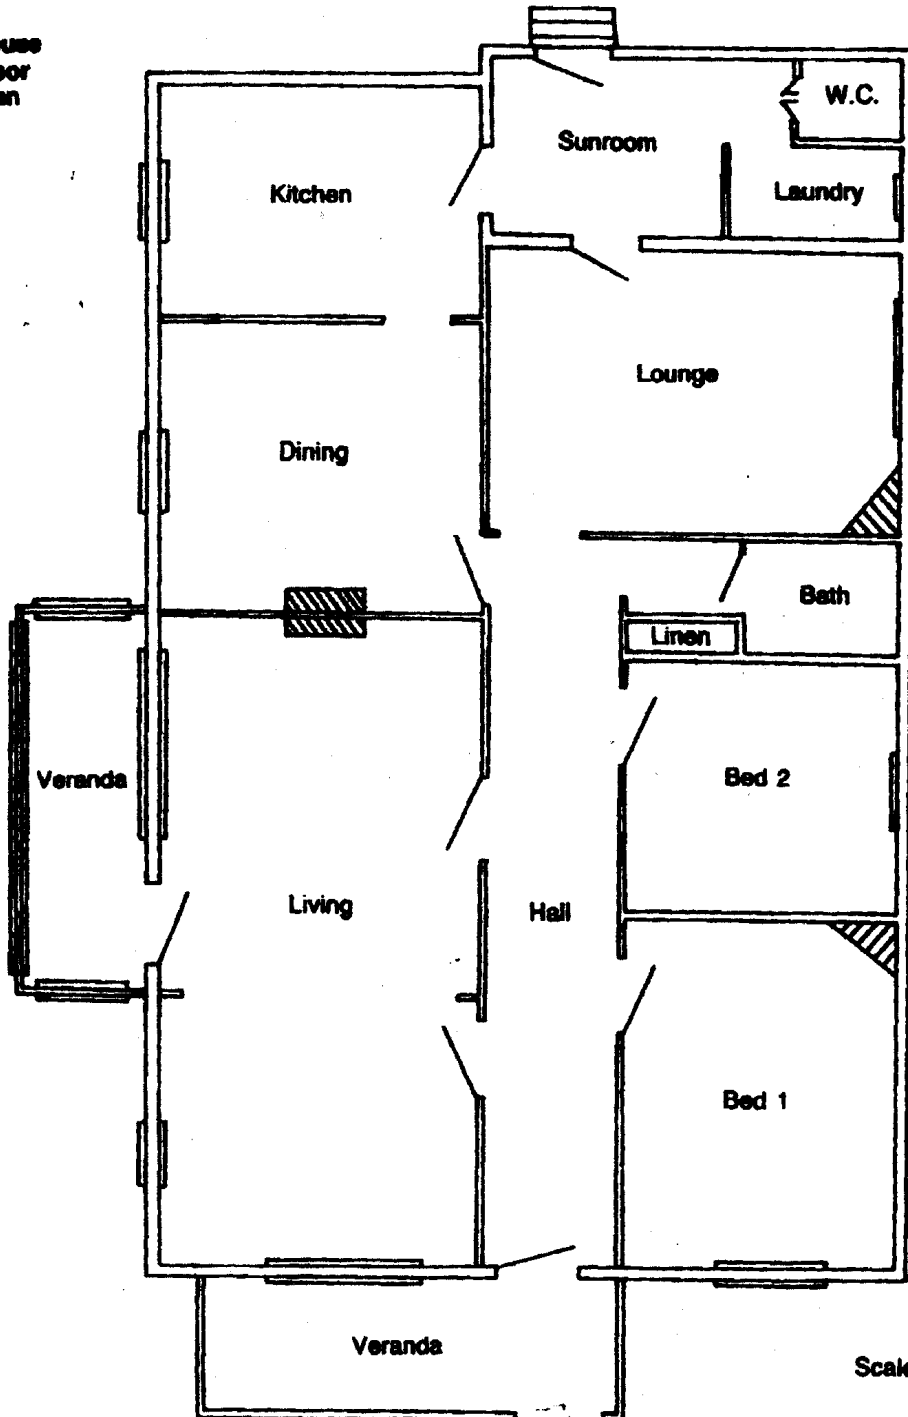 W.C.
Sunroom
Kitchen
Laundry
Lounge
Dining
Bath
Linen
Veranda
Bed 2
Living
Hall
Bed 1
Veranda